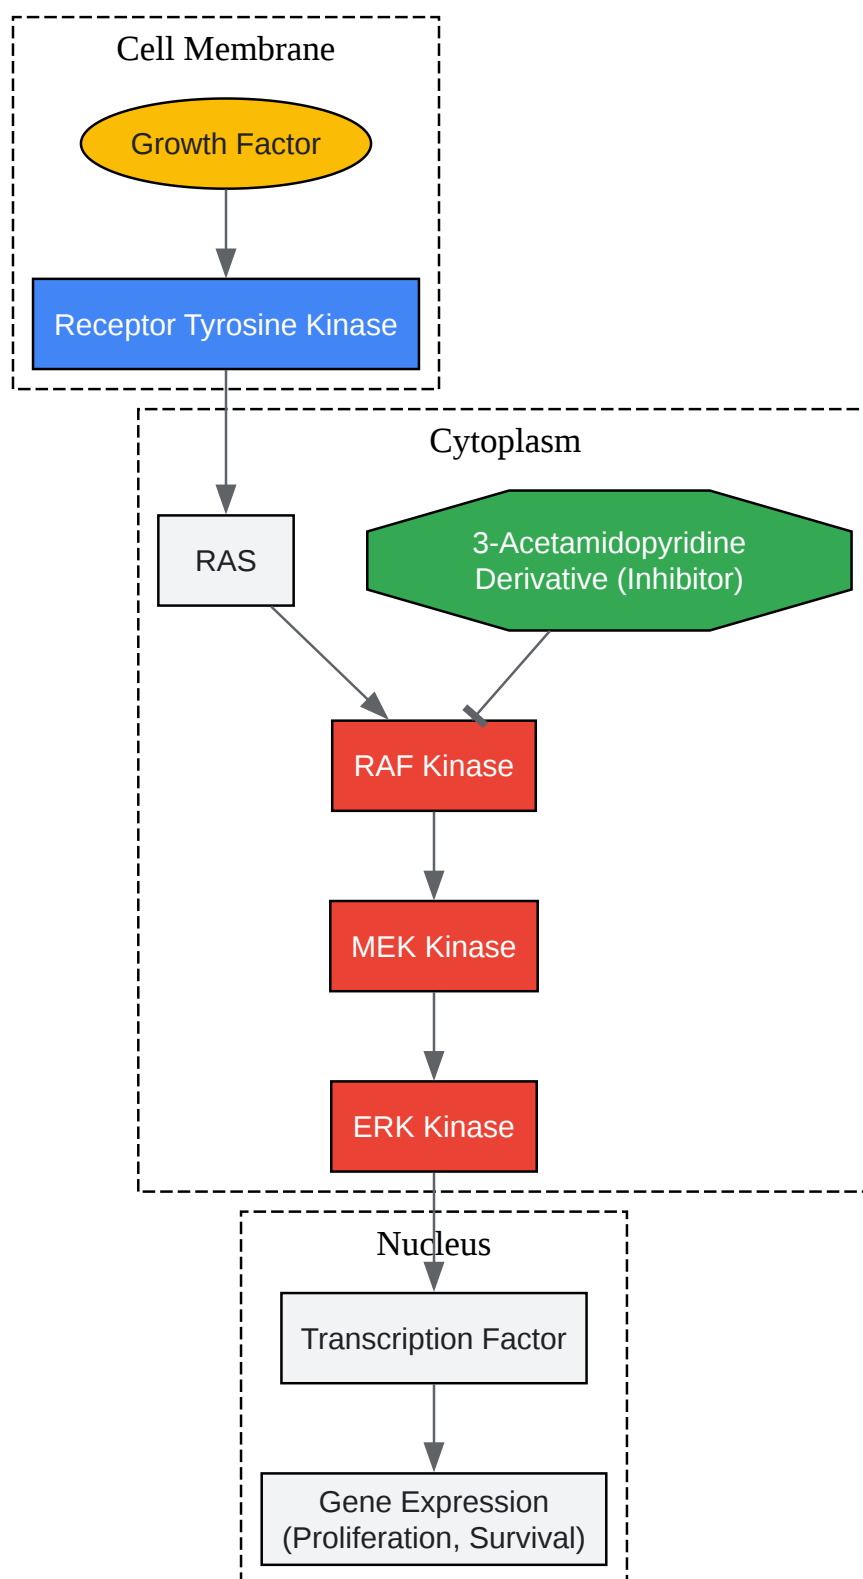 Cell Membrane
Growth Factor
Receptor Tyrosine Kinase
Cytoplasm
RAS
3-Acetamidopyridine
Derivative (Inhibitor)
RAF Kinase
MEK Kinase
ERK Kinase
Nucleus
Transcription Factor
Gene Expression
(Proliferation, Survival)